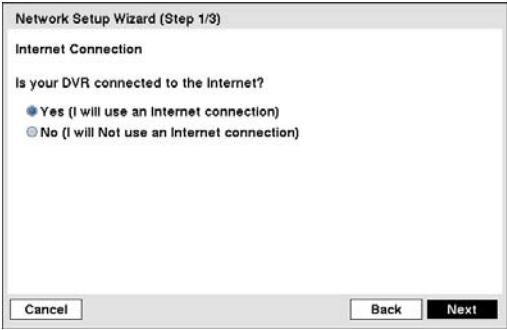 Network Setup Wizard (Step 1/3)
Internet Connection
Is your DVR connected to the Internet?
Yes (I will use an Internet connection)
No (I will Not use an Internet connection)
Cancel Back Next